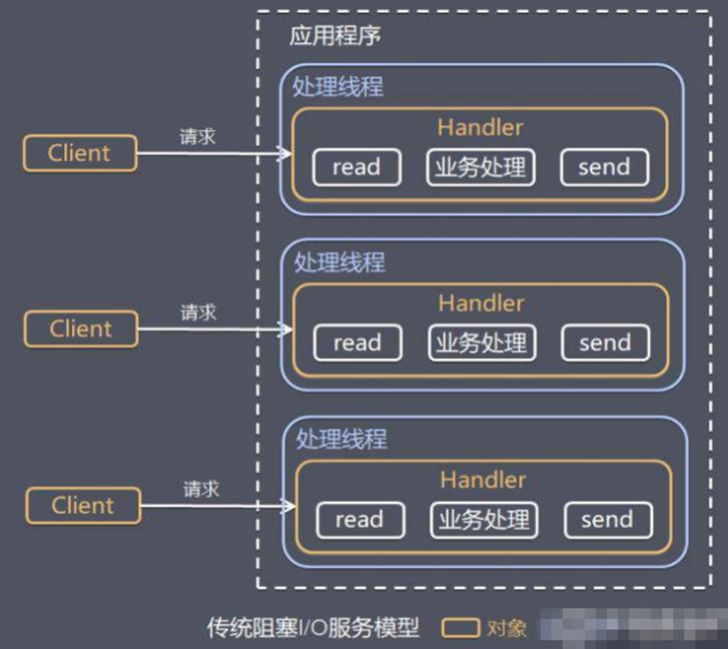 应用程序
处理线程
Handler
Client
请求
read
业务处理
send
处理线程
Handler
Client
请求
read
业务处理
send
处理线程
Handler
Client
请求
read
业务处理
send
传统阻塞I/O服务模型
对象